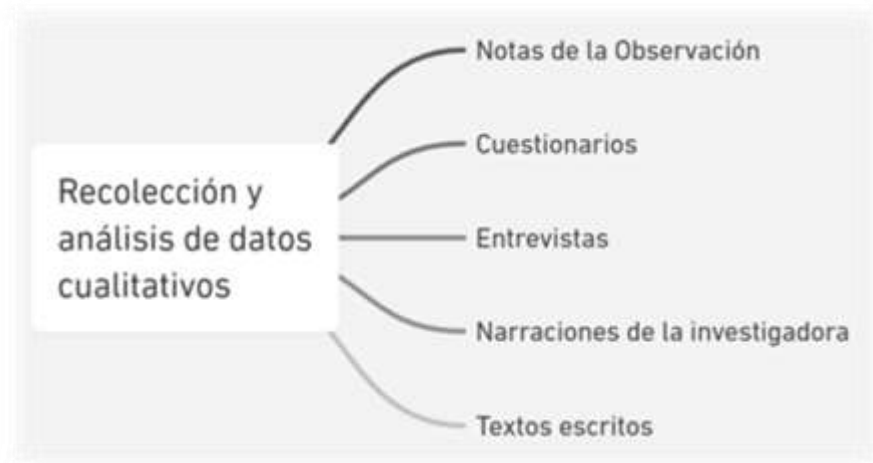 Recolección y
análisis de datos
cualitativos
Notas de la Observación
Cuestionarios
Entrevistas
Narraciones de la investigadora
Textos escritos